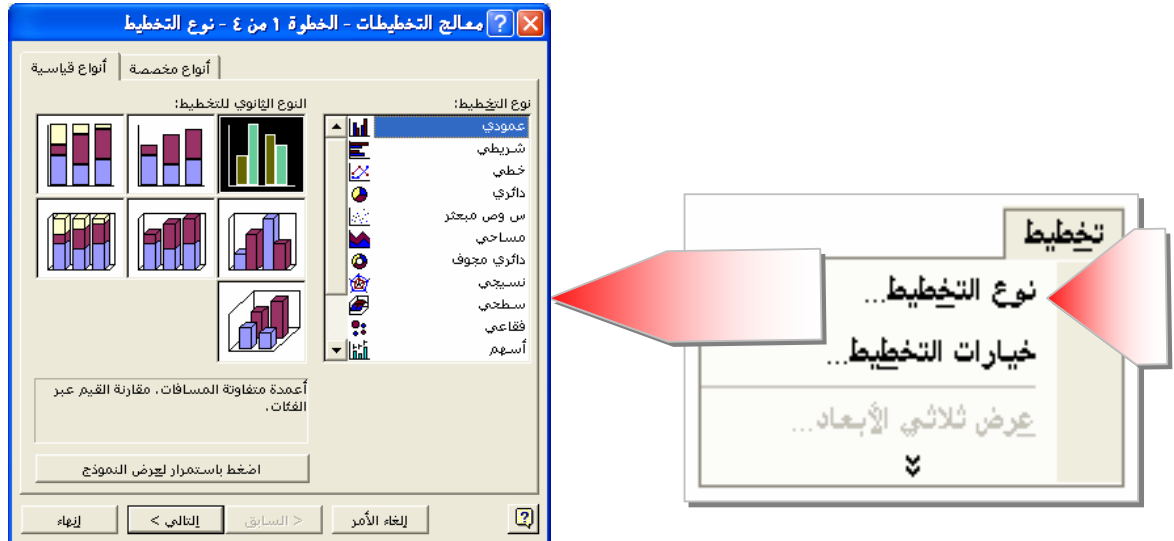 معالج التخطيطات - الخطوة ١ من ٤ - نوع التخطيط
أنواع قياسية
أنواع مخصصة
نوع التخطيط:
عمودي
شريطي
خطي
دائري
س وص مبعثر
مساحي
دائري مجوف
نسيجي
سطحي
فقاعي
أسهم
النوع الثانوي للتخطيط:
أعمدة متفاوتة المسافات. مقارنة القيم عبر
الفئات.
اضغط باستمرار لعرض النموذج
إلغاء الأمر
< السابق
التالي >
إنهاء
تخطيط
نوع التخطيط...
خيارات التخطيط...
عرض ثلاثي الأبعاد...